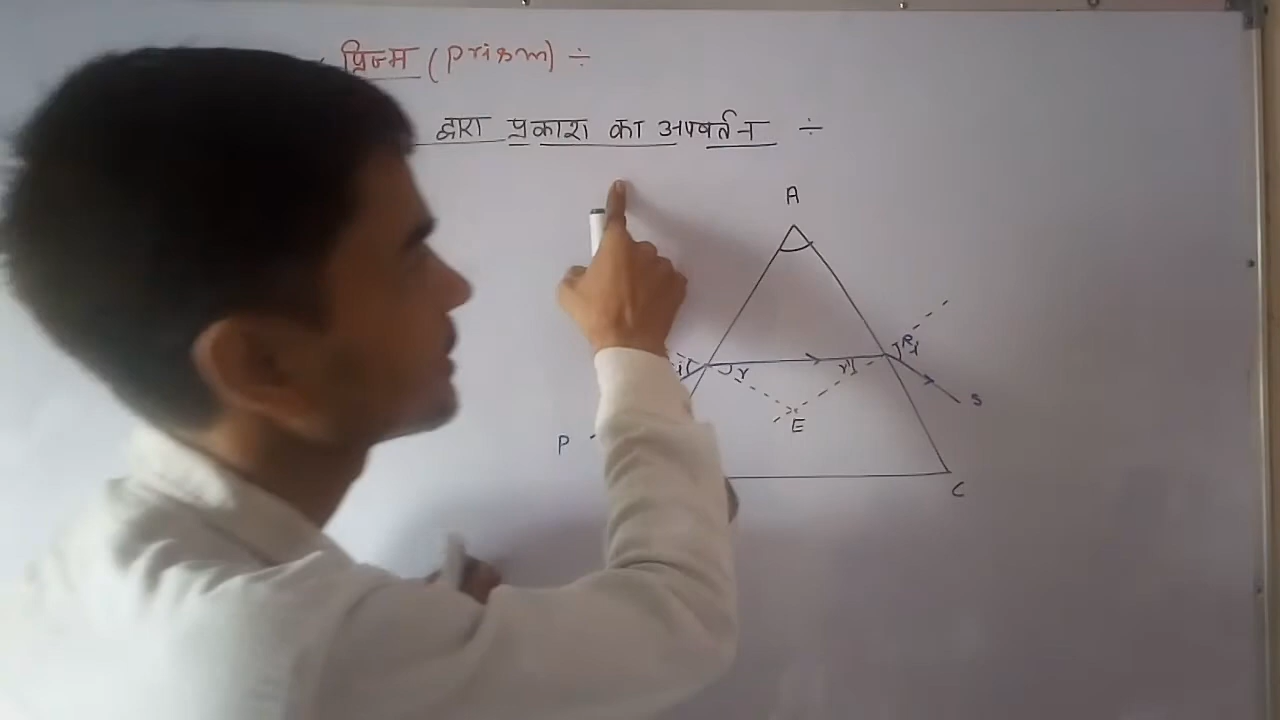 प्रिज्म (Prism) ÷
द्वारा प्रकाश का अपवर्तन ÷
A
i r r' R i'
E
S
P
C